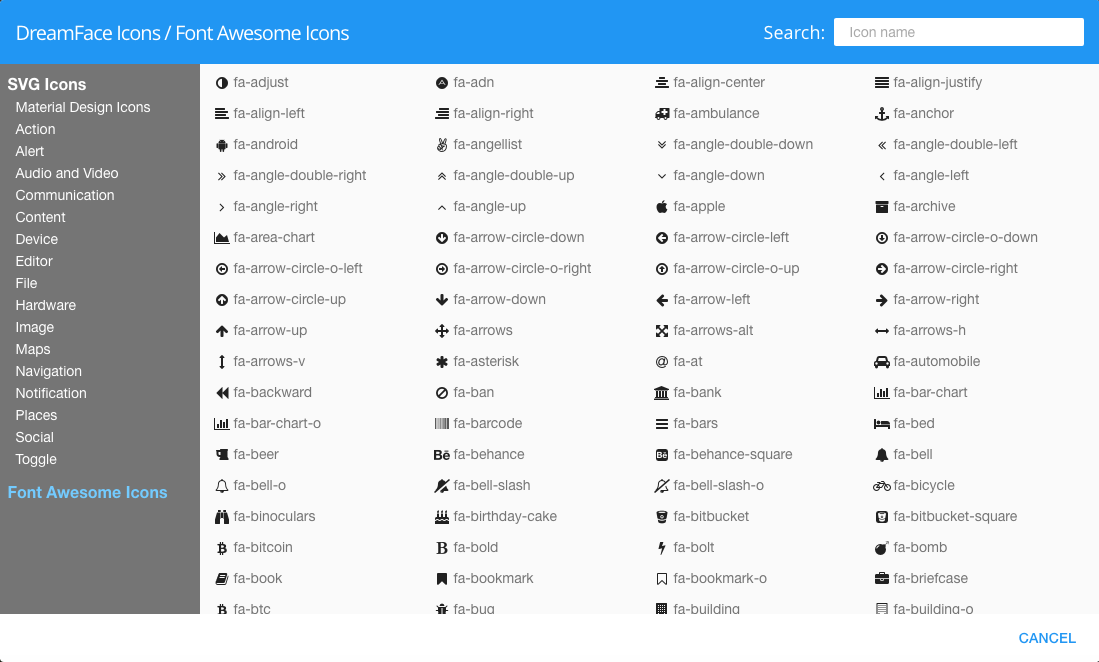 DreamFace Icons / Font Awesome Icons
Search: Icon name
SVG Icons
Material Design Icons
Action
Alert
Audio and Video
Communication
Content
Device
Editor
File
Hardware
Image
Maps
Navigation
Notification
Places
Social
Toggle
Font Awesome Icons
fa-adjust fa-adn fa-align-center fa-align-justify
fa-align-left fa-align-right fa-ambulance fa-anchor
fa-android fa-angellist fa-angle-double-down fa-angle-double-left
fa-angle-double-right fa-angle-double-up fa-angle-down fa-angle-left
fa-angle-right fa-angle-up fa-apple fa-archive
fa-area-chart fa-arrow-circle-down fa-arrow-circle-left fa-arrow-circle-o-down
fa-arrow-circle-o-left fa-arrow-circle-o-right fa-arrow-circle-o-up fa-arrow-circle-right
fa-arrow-circle-up fa-arrow-down fa-arrow-left fa-arrow-right
fa-arrow-up fa-arrows fa-arrows-alt fa-arrows-h
fa-arrows-v fa-asterisk fa-at fa-automobile
fa-backward fa-ban fa-bank fa-bar-chart
fa-bar-chart-o fa-barcode fa-bars fa-bed
fa-beer fa-behance fa-behance-square fa-bell
fa-bell-o fa-bell-slash fa-bell-slash-o fa-bicycle
fa-binoculars fa-birthday-cake fa-bitbucket fa-bitbucket-square
fa-bitcoin fa-bold fa-bolt fa-bomb
fa-book fa-bookmark fa-bookmark-o fa-briefcase
fa-btc fa-bug fa-building fa-building-o
CANCEL